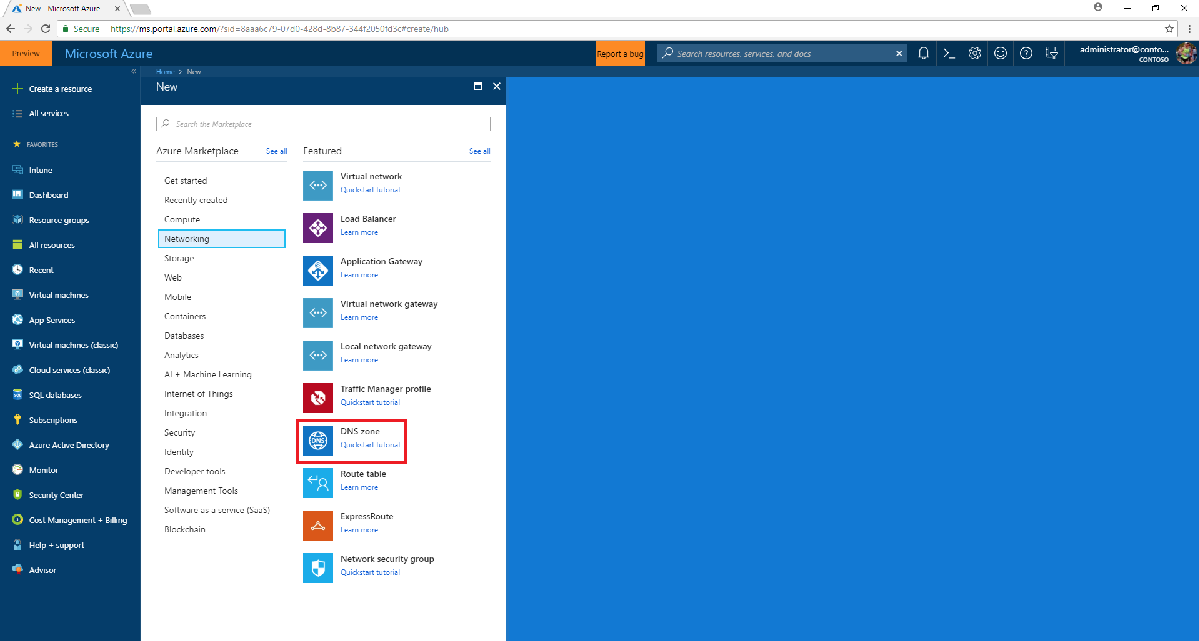 New - Microsoft Azure
Secure
https://ms.portal.azure.com/?sid=8aaa6c79-07d0-428d-8b87-344f2050fd3c#create/hub
Preview
Microsoft Azure
Report a bug
Search resources, services, and docs
administrator@conto...
CONTOSO
Create a resource
All services
FAVORITES
Intune
Dashboard
Resource groups
All resources
Recent
Virtual machines
App Services
Virtual machines (classic)
Cloud services (classic)
SQL databases
Subscriptions
Azure Active Directory
Monitor
Security Center
Cost Management + Billing
Help + support
Advisor
Home > New
New
Search the Marketplace
Azure Marketplace
See all
Get started
Recently created
Compute
Networking
Storage
Web
Mobile
Containers
Databases
Analytics
AI + Machine Learning
Internet of Things
Integration
Security
Identity
Developer tools
Management Tools
Software as a service (SaaS)
Blockchain
Featured
See all
Virtual network
Quickstart tutorial
Load Balancer
Learn more
Application Gateway
Learn more
Virtual network gateway
Learn more
Local network gateway
Learn more
Traffic Manager profile
Quickstart tutorial
DNS
DNS zone
Quickstart tutorial
Route table
Learn more
ExpressRoute
Learn more
Network security group
Quickstart tutorial